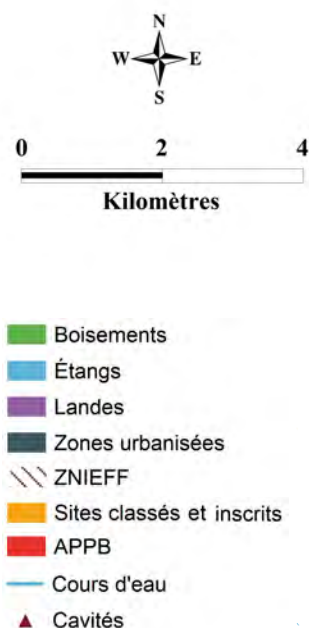 N
W E
S
0 2 4
Kilomètres
Boisements
Étangs
Landes
Zones urbanisées
ZNIEFF
Sites classés et inscrits
APPB
Cours d'eau
Cavités